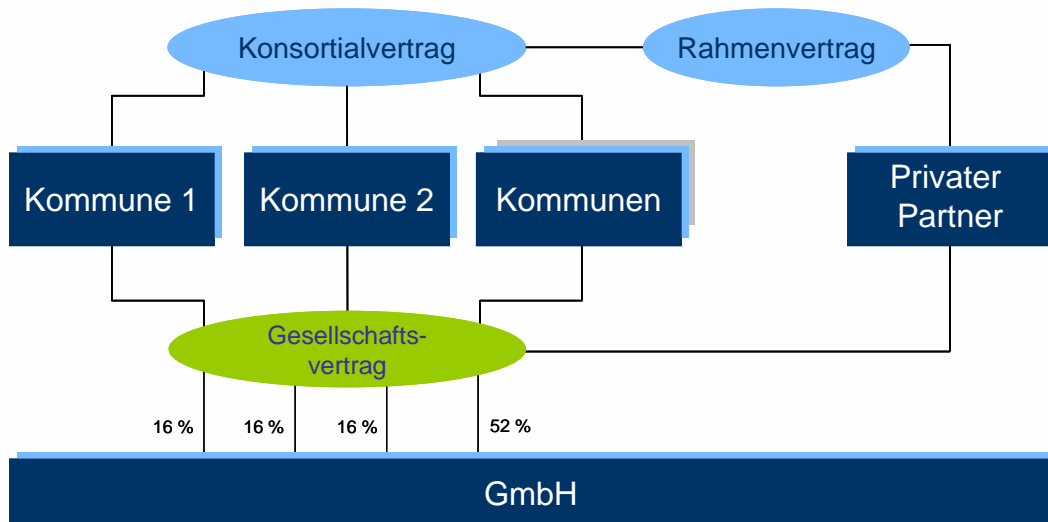 Konsortialvertrag
Rahmenvertrag
Kommune 1
Kommune 2
Kommunen
Privater
Partner
Gesellschafts-
vertrag
16 %
16 %
16 %
52 %
GmbH